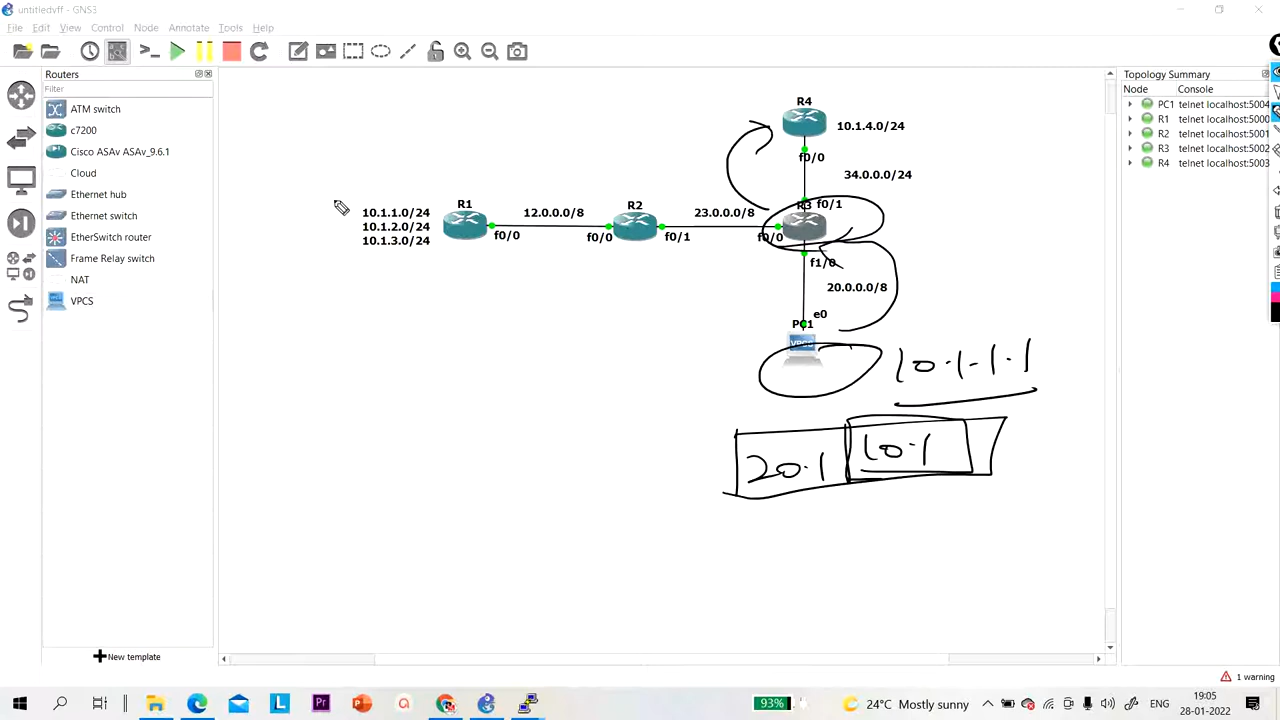 untitledvff - GNS3
File Edit View Control Node Annotate Tools Help
Routers
Filter
ATM switch
c7200
Cisco ASAv ASAv_9.6.1
Cloud
Ethernet hub
Ethernet switch
EtherSwitch router
Frame Relay switch
NAT
VPCS
New template
R4
10.1.4.0/24
f0/0
34.0.0.0/24
R3 f0/1
10.1.1.0/24
10.1.2.0/24
10.1.3.0/24
R1
f0/0
12.0.0.0/8
R2
f0/0
f0/1
23.0.0.0/8
f0/0
f1/0
20.0.0.0/8
e0
PC1
VPCS
10.1.1.1
20.1 10.1
Topology Summary
Node Console
PC1 telnet localhost:5004
R1 telnet localhost:5000
R2 telnet localhost:5001
R3 telnet localhost:5002
R4 telnet localhost:5003
1 warning
93%
24°C Mostly sunny
ENG
19:05
28-01-2022